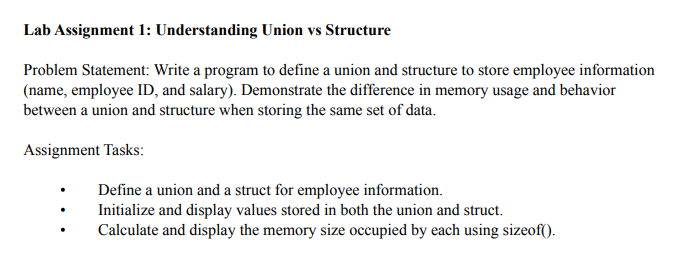 Lab Assignment 1: Understanding Union vs Structure
Problem Statement: Write a program to define a union and structure to store employee information
(name, employee ID, and salary). Demonstrate the difference in memory usage and behavior
between a union and structure when storing the same set of data.
Assignment Tasks:
• Define a union and a struct for employee information.
• Initialize and display values stored in both the union and struct.
• Calculate and display the memory size occupied by each using sizeof().